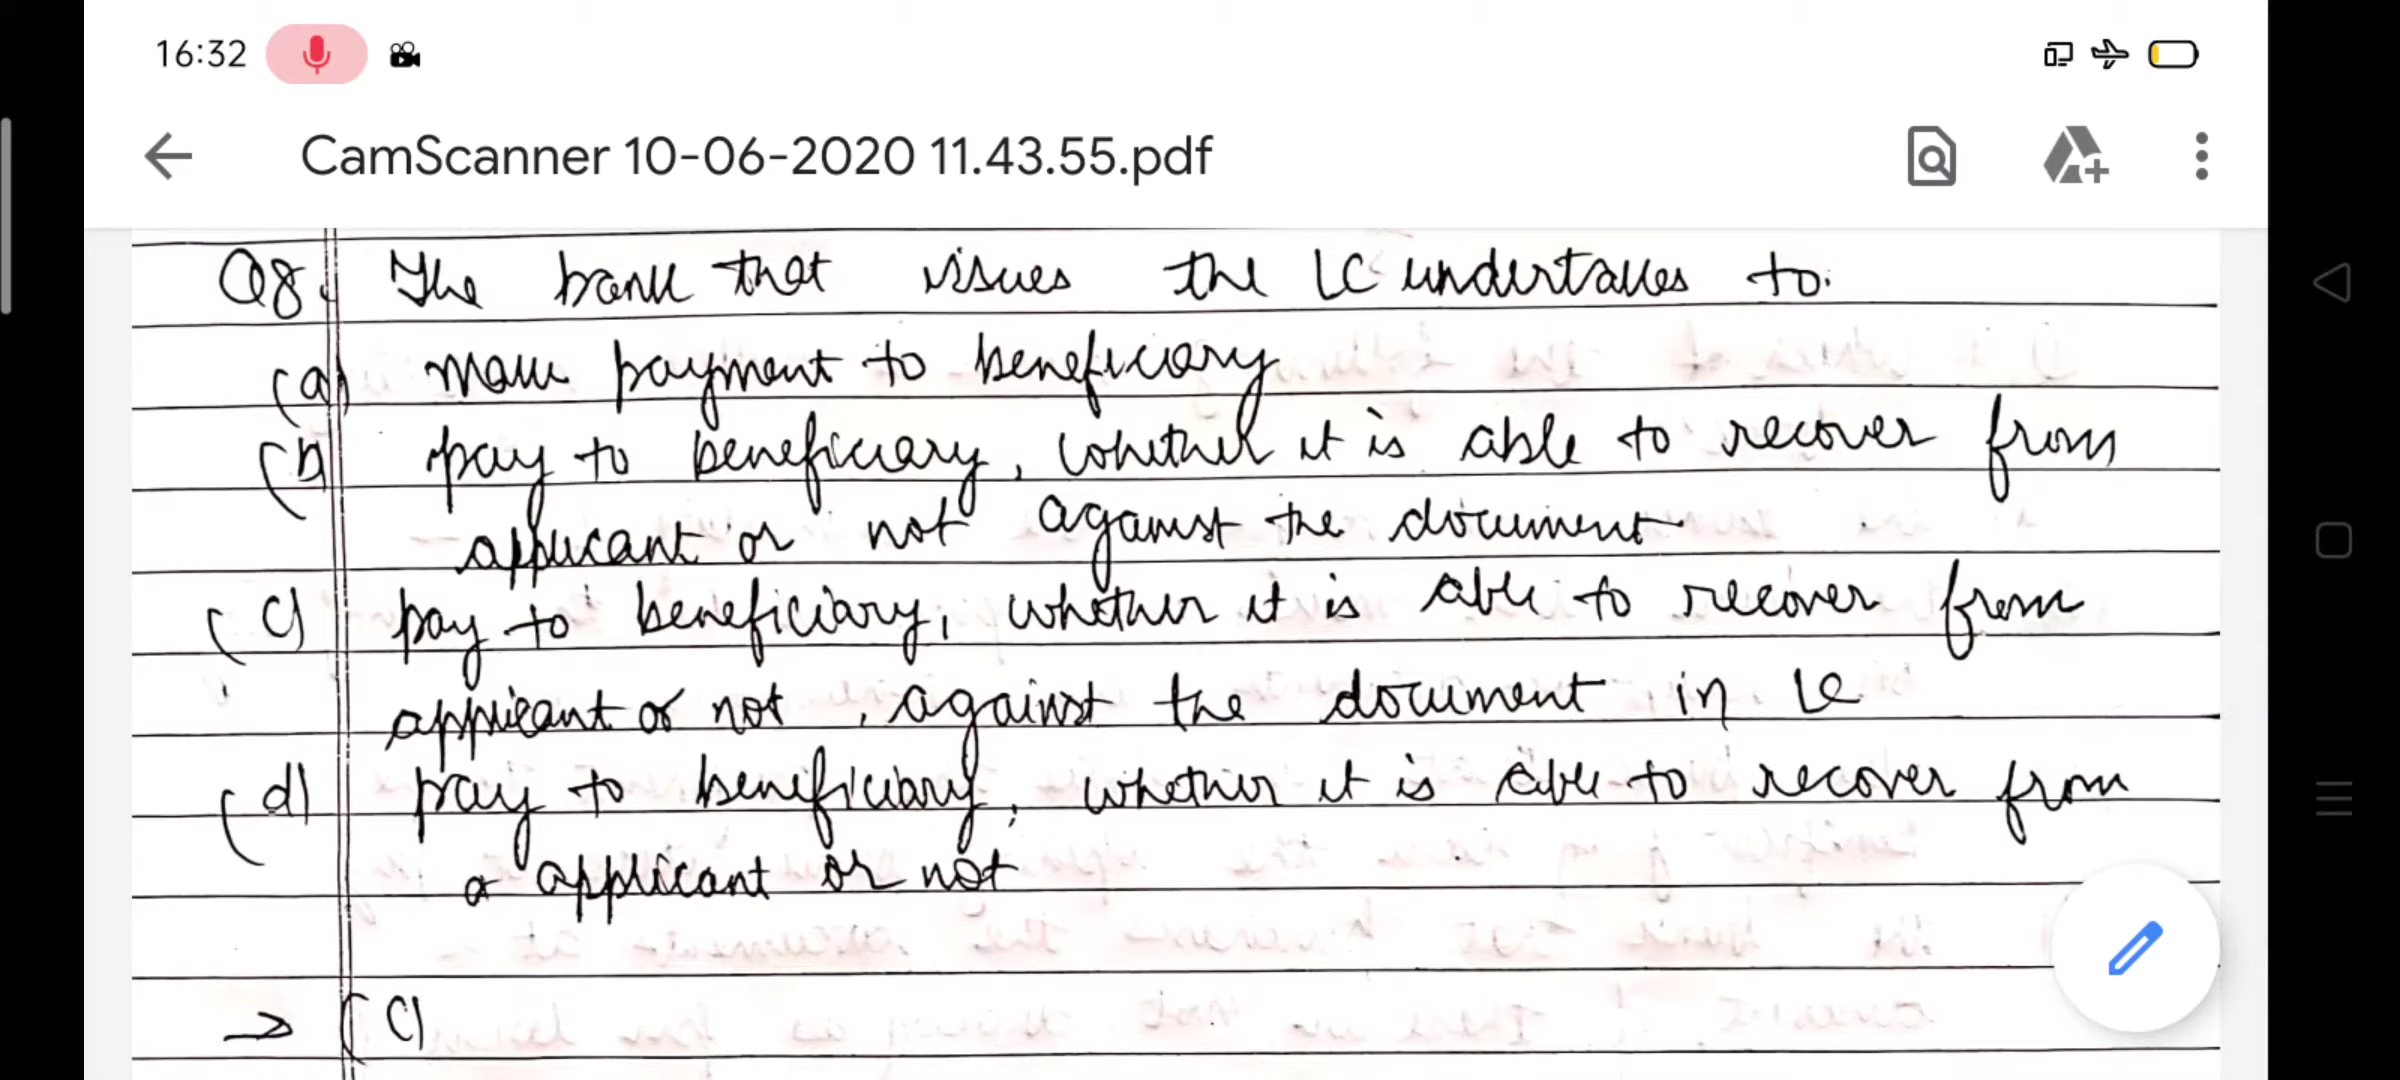 16:32
CamScanner 10-06-2020 11.43.55.pdf
Q8. The bank that issues the LC undertakes to.
(a) make payment to beneficiary
(b) pay to beneficiary, whether it is able to recover from
applicant or not against the document
(c) pay to beneficiary, whether it is able to recover from
applicant or not, against the document in LC
(d) pay to beneficiary, whether it is able to recover from
a applicant or not
→ (c)